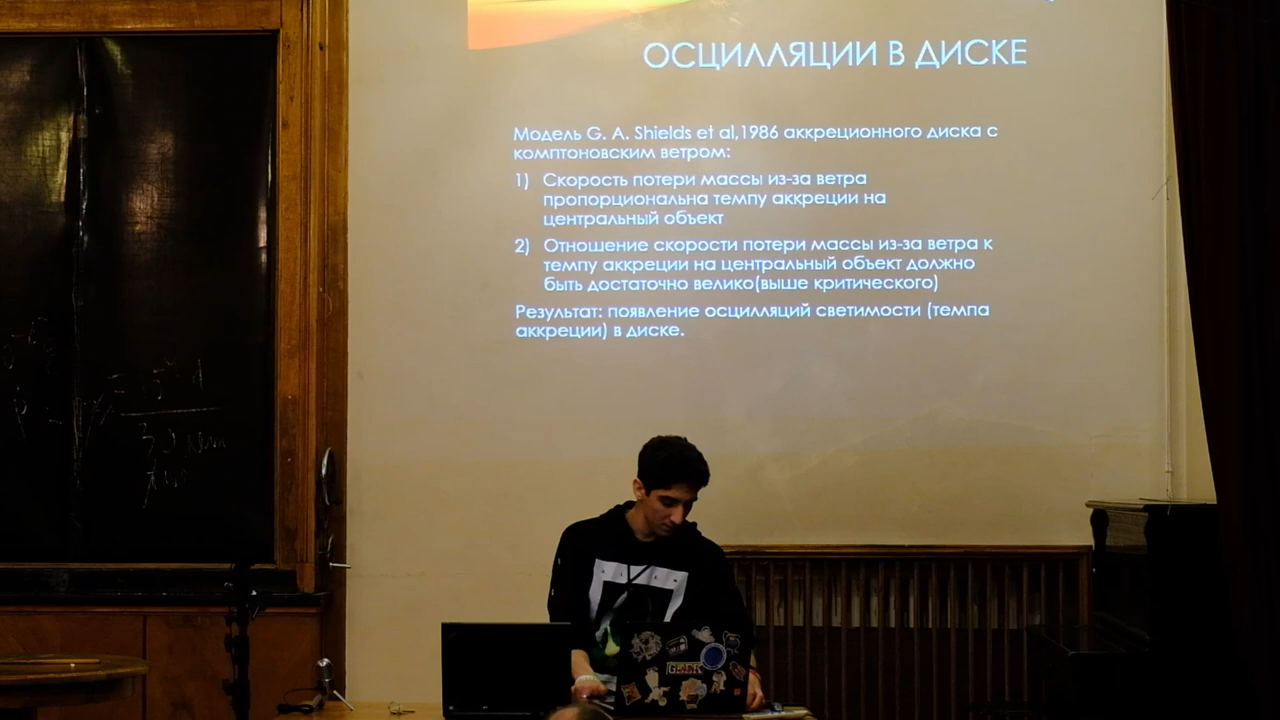 ОСЦИЛЛЯЦИИ В ДИСКЕ
Модель G. A. Shields et al,1986 аккреционного диска с
комптоновским ветром:
1) Скорость потери массы из-за ветра
пропорциональна темпу аккреции на
центральный объект
2) Отношение скорости потери массы из-за ветра к
темпу аккреции на центральный объект должно
быть достаточно велико(выше критического)
Результат: появление осцилляций светимости (темпа
аккреции) в диске.